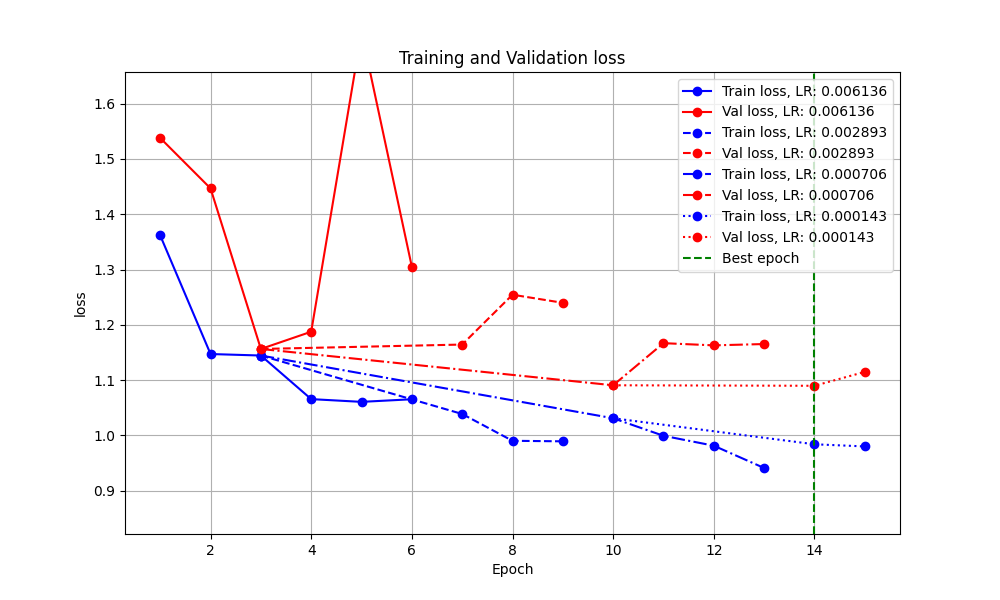 Training and Validation loss
Train loss, LR: 0.006136
Val loss, LR: 0.006136
Train loss, LR: 0.002893
Val loss, LR: 0.002893
Train loss, LR: 0.000706
Val loss, LR: 0.000706
Train loss, LR: 0.000143
Val loss, LR: 0.000143
Best epoch
1.6
1.5
1.4
1.3
1.2
1.1
1.0
0.9
loss
2 4 6 8 10 12 14
Epoch